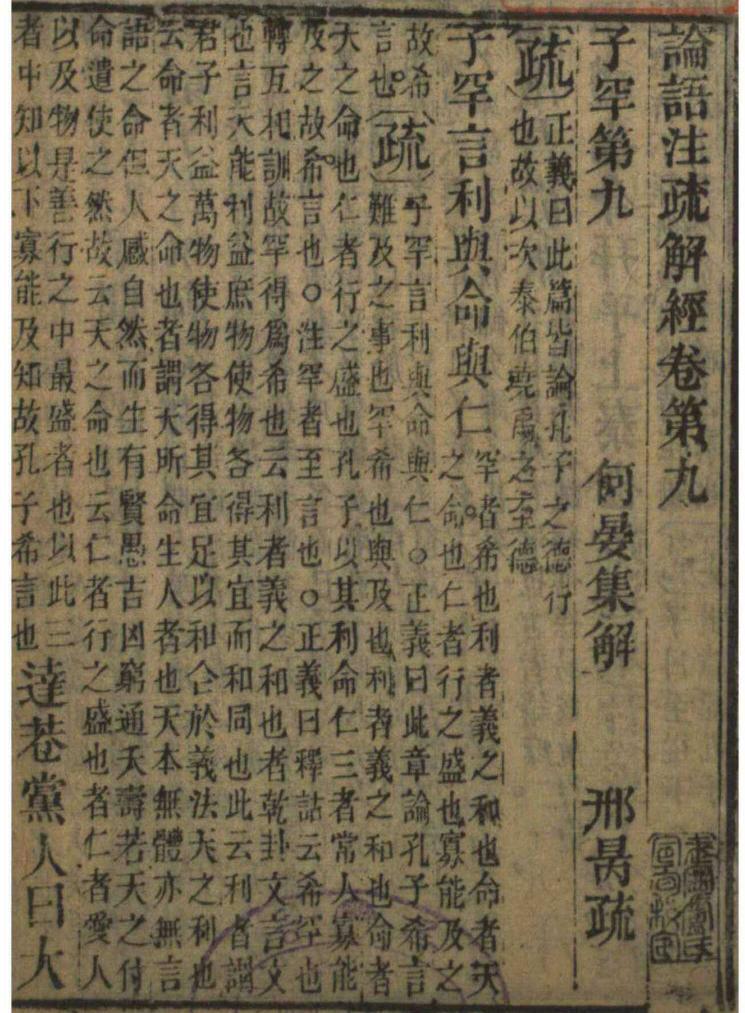 論語注疏解經卷第九
子罕第九 何晏集解 邢昺疏
疏 正義曰此篇皆論孔子之德行
也故以次泰伯堯禹之至德
子罕言利與命與仁 罕者希也利者義之和也命者天
之命也仁者行之盛也寡能及之
故希
言也 疏 子罕言利與命與仁○正義曰此章論孔子希言
難及之事也罕希也與及也利者義之和也命者
天之命也仁者行之盛也孔子以其利命仁三者常人寡能
及之故希言也○注罕者至言也○正義曰釋詁云希罕也
轉互相訓故罕得為希也云利者義之和也者乾卦文言文
也言天能利益庶物使物各得其宜而和同也此云利者謂
君子利益萬物使物各得其宜足以和合於義法天之利也
云命者天之命也者謂天所命生人者也天本無體亦無言
語之命但人感自然而生有賢愚吉凶窮通夭壽若天之付
命遣使之然故云天之命也云仁者行之盛也者仁者愛人
以及物是善行之中最盛者也以此三
者中知以下寡能及知故孔子希言也 達巷黨人曰大